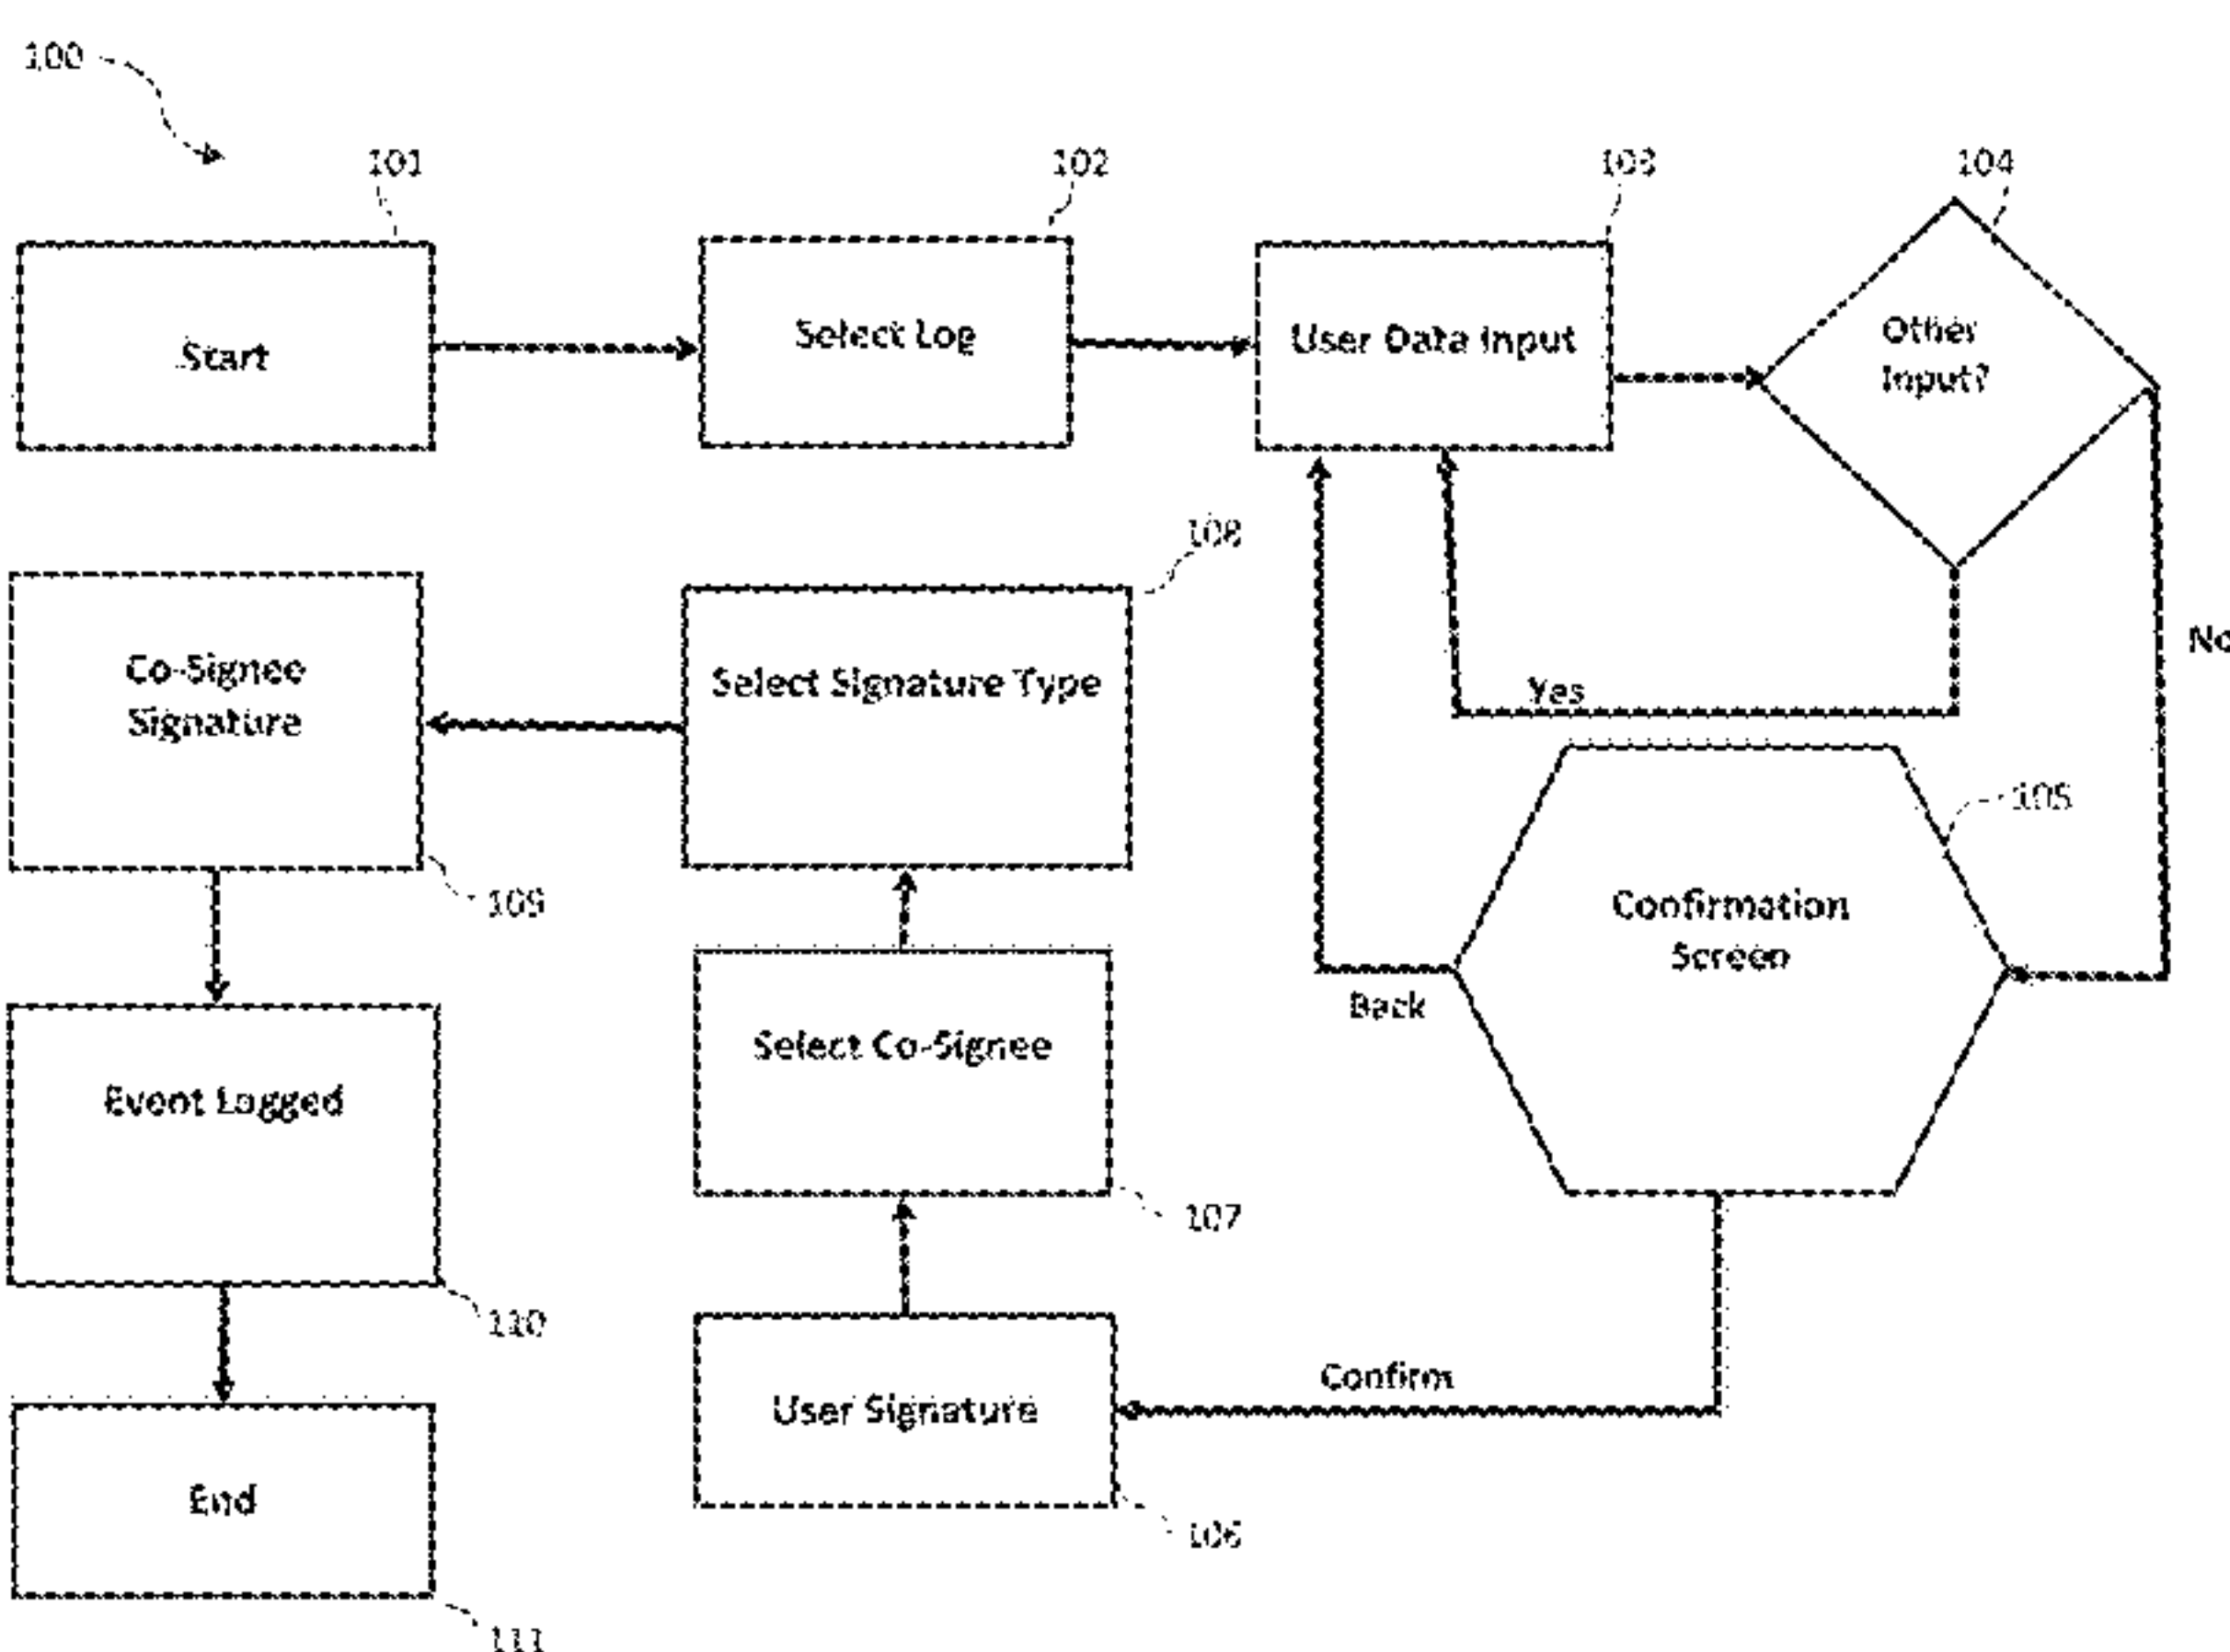 100
101
102
103
104
Start
Select Log
User Data Input
Other
Input?
108
No
Co-Signee
Signature
Select Signature Type
Yes
105
109
Confirmation
Screen
Back
Select Co-Signee
Event Logged
107
110
Confirm
User Signature
End
106
111